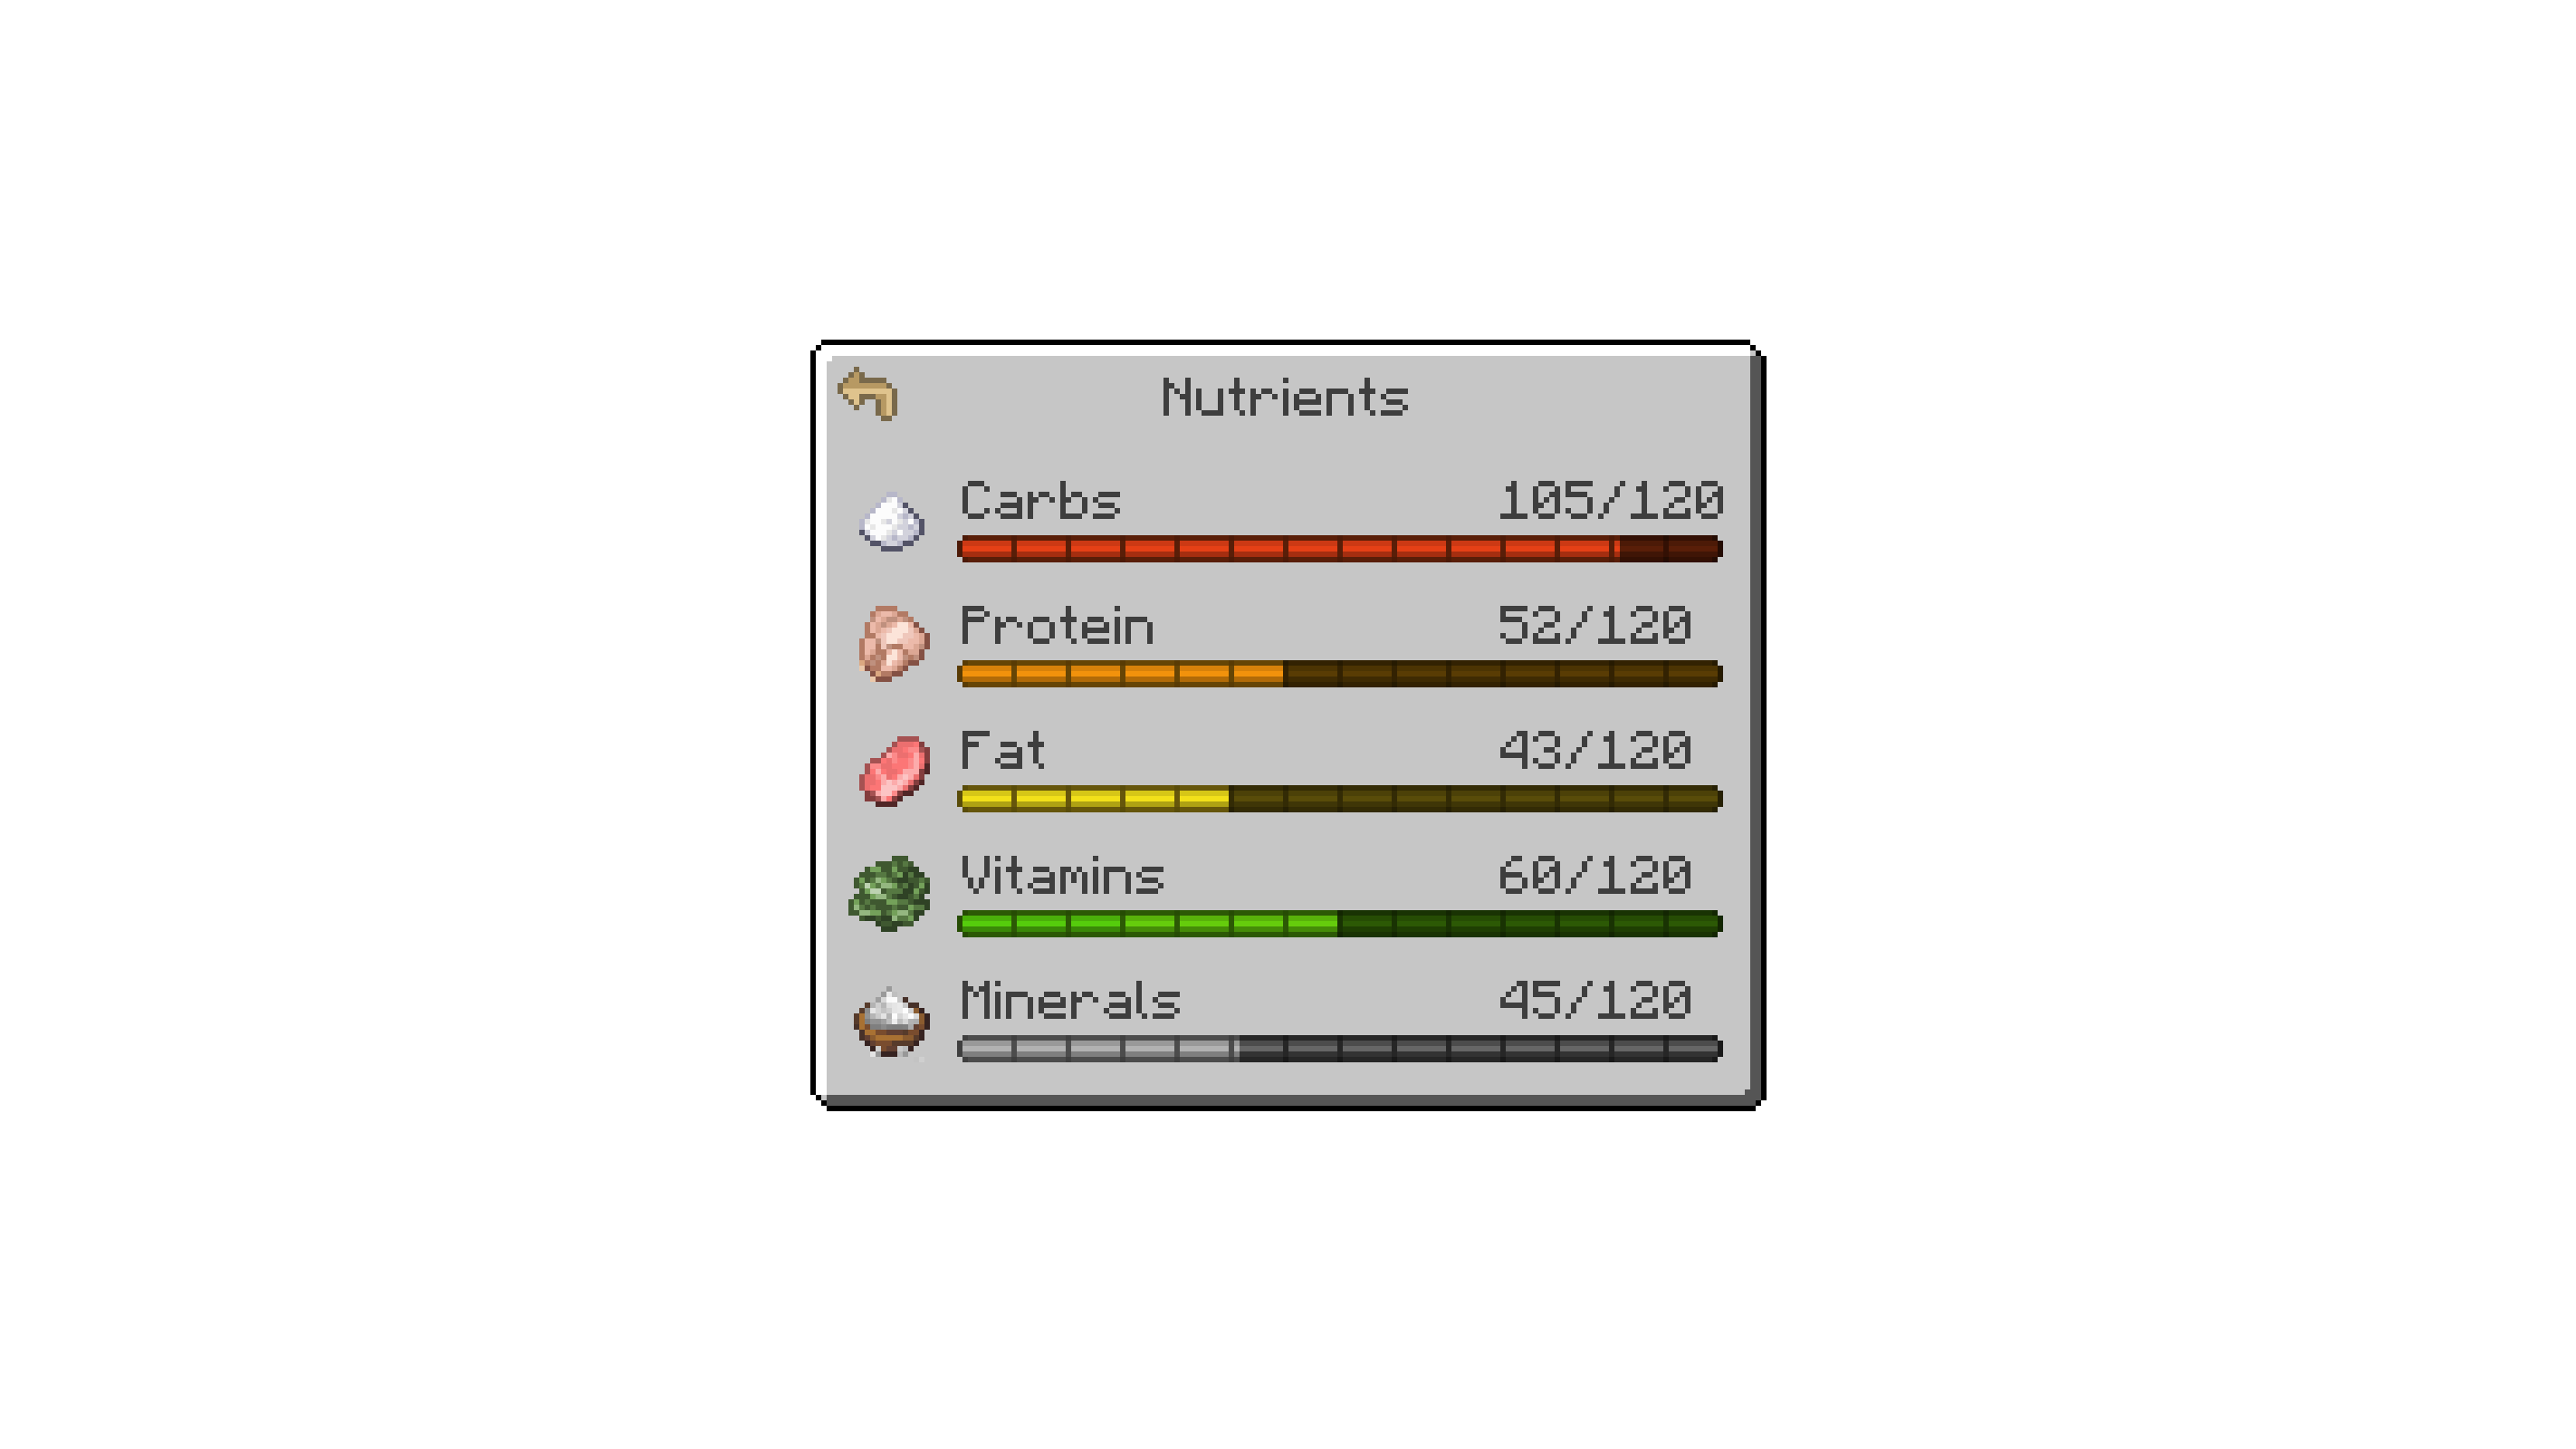 Nutrients
Carbs 105/120
Protein 52/120
Fat 43/120
Vitamins 60/120
Minerals 45/120